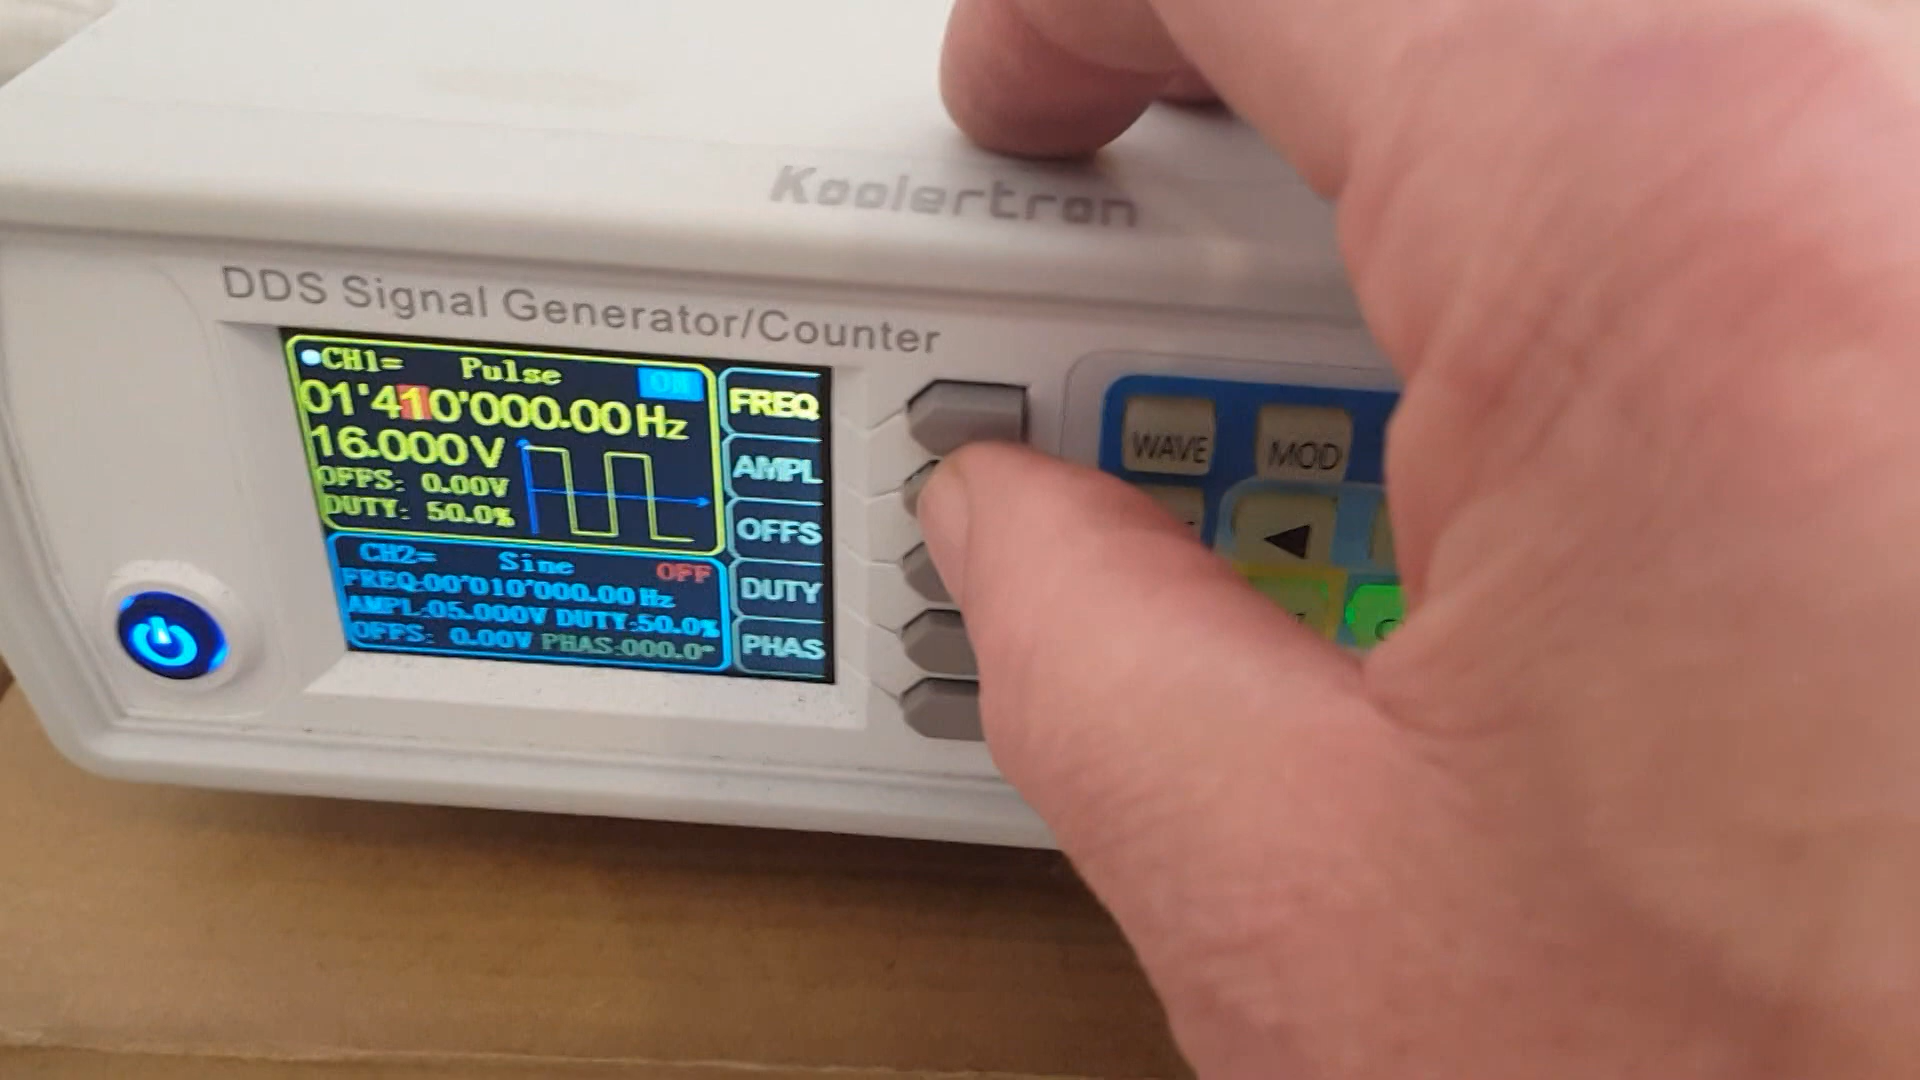 Koolertron
DDS Signal Generator/Counter
CH1= Pulse ON
01'410'000.00Hz
16.000V
OFFS: 0.00V
DUTY: 50.0%
CH2= Sine OFF
FREQ:00'010'000.00 Hz
AMPL:05.000V DUTY:50.0%
OFFS: 0.00V PHAS:000.0°
FREQ
AMPL
OFFS
DUTY
PHAS
WAVE
MOD